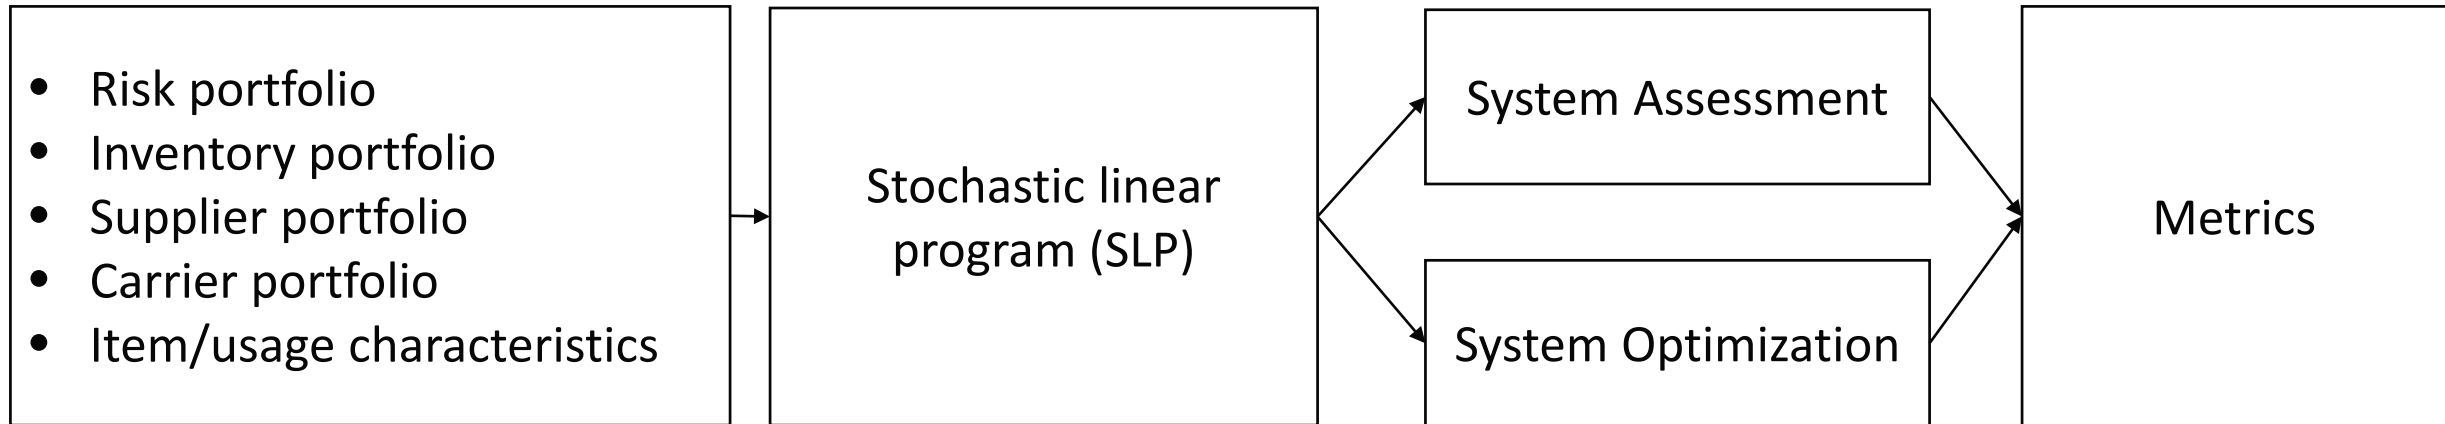 • Risk portfolio
• Inventory portfolio
• Supplier portfolio
• Carrier portfolio
• Item/usage characteristics
Stochastic linear
program (SLP)
System Assessment
System Optimization
Metrics